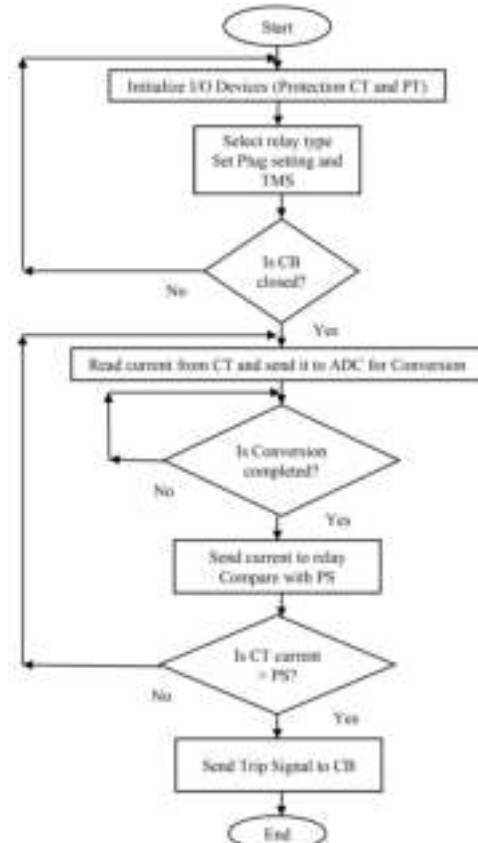 Start
Initialize I/O Devices (Protection CT and PT)
Select relay type
Set Plug setting and
TMS
Is CB
closed?
No
Yes
Read current from CT and send it to ADC for Conversion
Is Conversion
completed?
No
Yes
Send current to relay
Compare with PS
Is CT current
> PS?
No
Yes
Send Trip Signal to CB
End